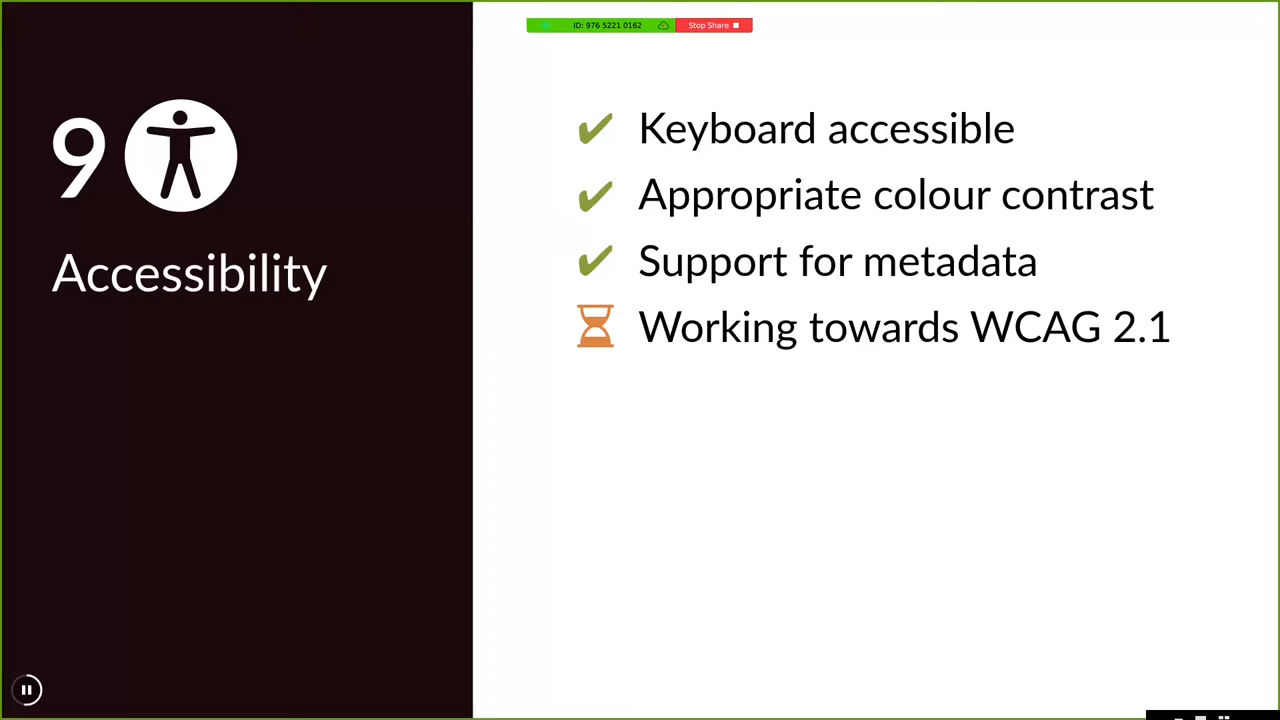 ID: 976 5221 0162 Stop Share
9
Accessibility
Keyboard accessible
Appropriate colour contrast
Support for metadata
Working towards WCAG 2.1